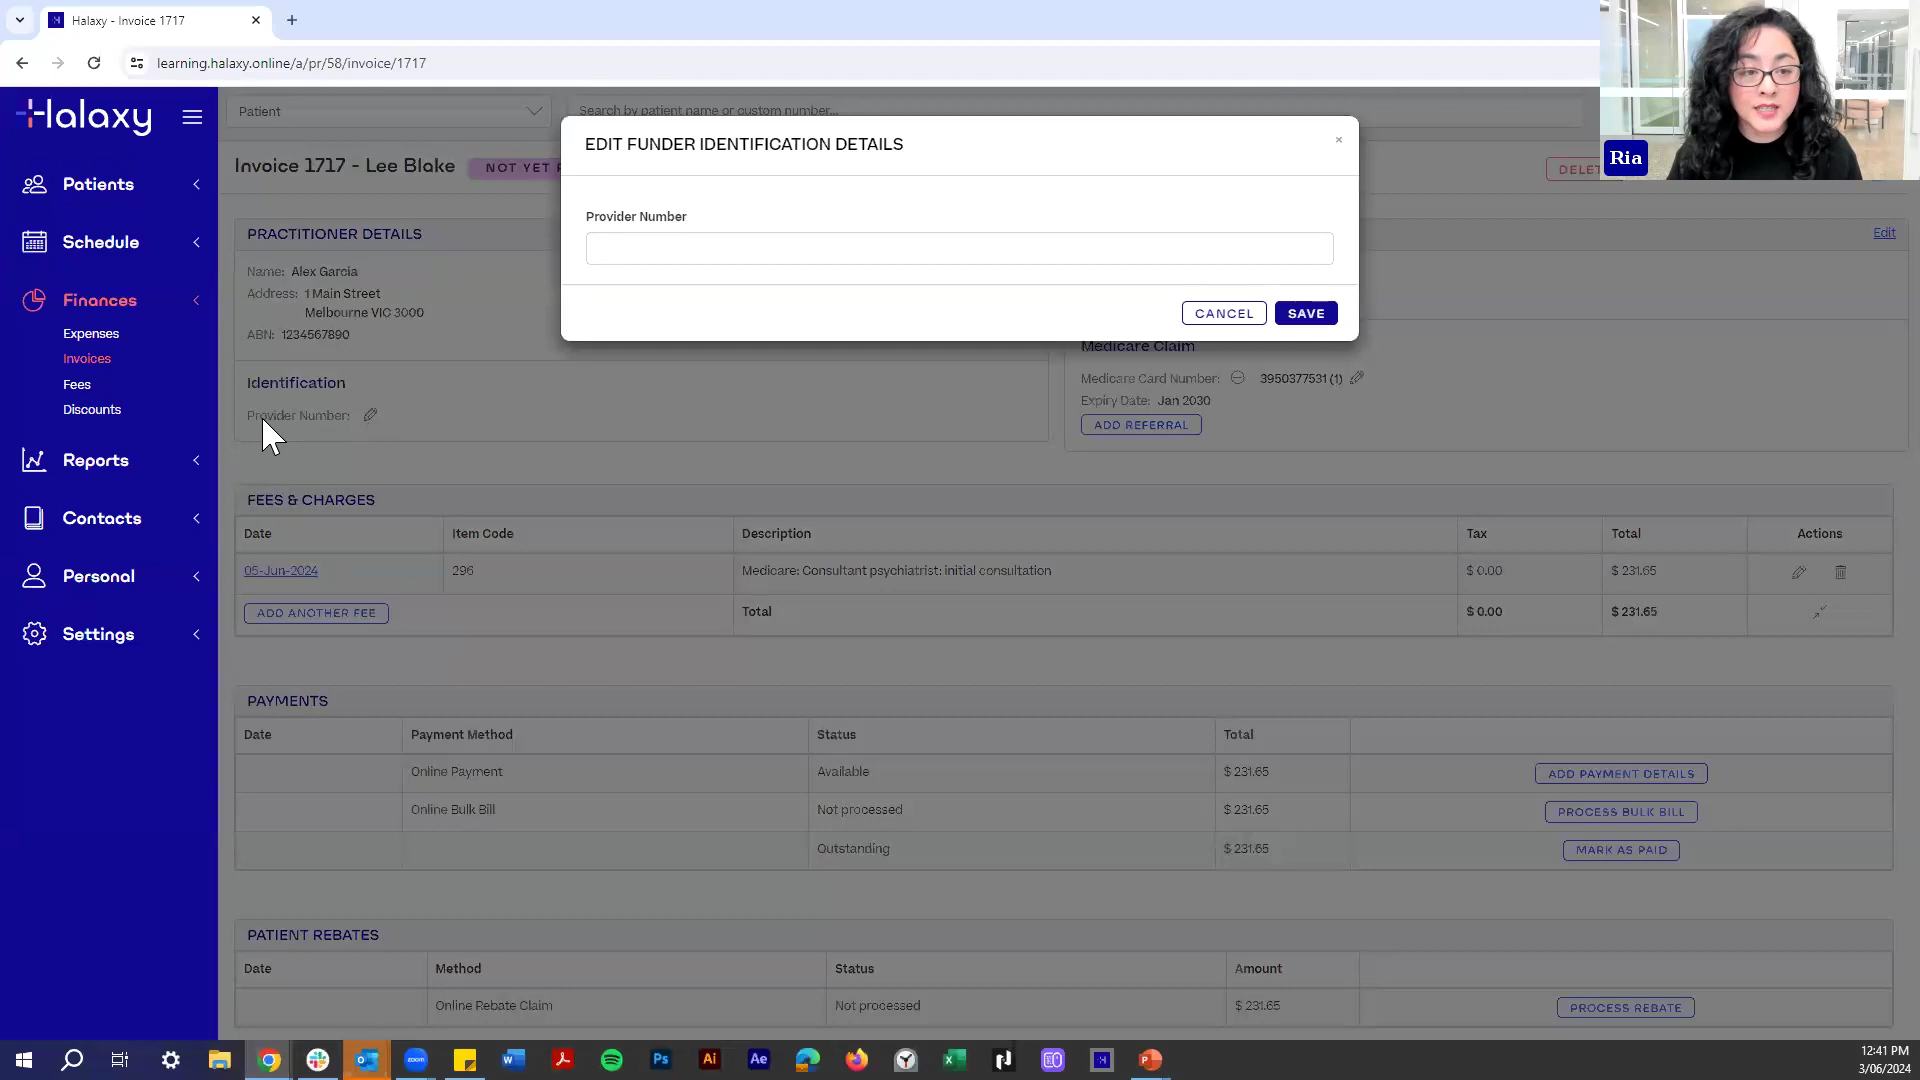 Halaxy - Invoice 1717
learning.halaxy.online/a/pr/58/invoice/1717
Halaxy
Patients
Schedule
Finances
Expenses
Invoices
Fees
Discounts
Reports
Contacts
Personal
Settings
Patient
Search by patient name or custom number...
Invoice 1717 - Lee Blake
NOT YET
DELET
Ria
EDIT FUNDER IDENTIFICATION DETAILS
Provider Number
CANCEL
SAVE
PRACTITIONER DETAILS
Name: Alex Garcia
Address: 1 Main Street
Melbourne VIC 3000
ABN: 1234567890
Identification
Provider Number:
Edit
Medicare Claim
Medicare Card Number: 3950377531 (1)
Expiry Date: Jan 2030
ADD REFERRAL
FEES & CHARGES
Date Item Code Description Tax Total Actions
05-Jun-2024 296 Medicare: Consultant psychiatrist: initial consultation $ 0.00 $ 231.65
ADD ANOTHER FEE Total $ 0.00 $ 231.65
PAYMENTS
Date Payment Method Status Total
Online Payment Available $ 231.65 ADD PAYMENT DETAILS
Online Bulk Bill Not processed $ 231.65 PROCESS BULK BILL
Outstanding $ 231.65 MARK AS PAID
PATIENT REBATES
Date Method Status Amount
Online Rebate Claim Not processed $ 231.65 PROCESS REBATE
zoom
Ps
Ai
Ae
12:41 PM
3/06/2024